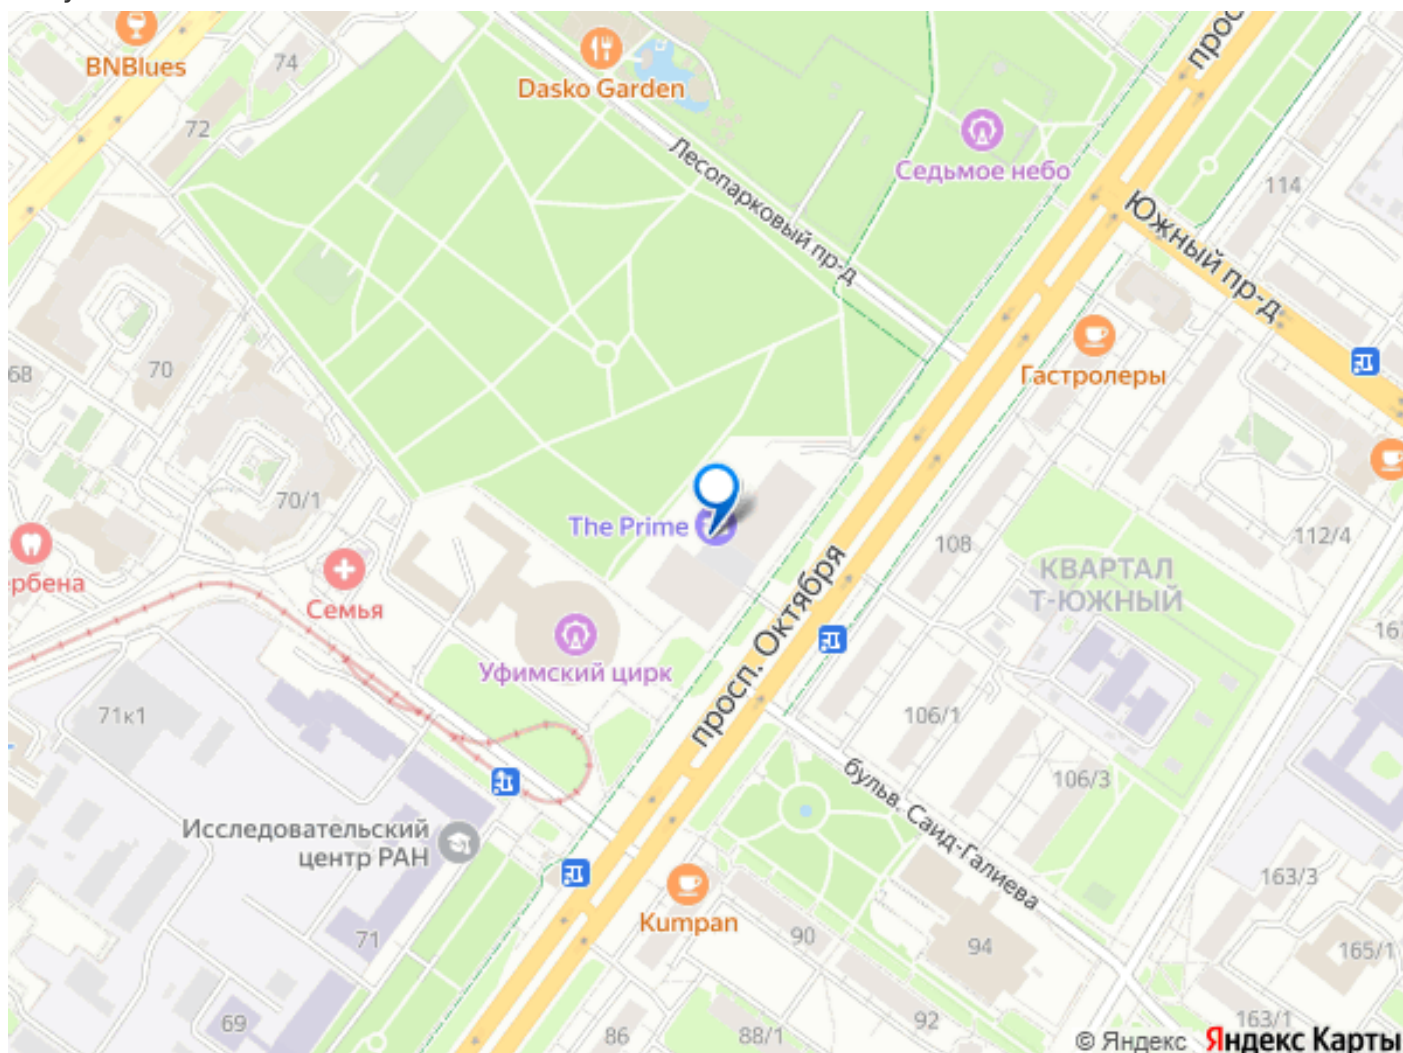 BNBlues
74
72
Dasko Garden
Седьмое небо
Лесопарковый пр-д
Южный пр-д
114
Гастролеры
68
70
70/1
The Prime
просп. Октября
108
КВАРТАЛ
Т-ЮЖНЫЙ
112/4
Семья
Уфимский цирк
71к1
106/1
106/3
бульв. Саид-Галиева
Исследовательский
центр РАН
71
69
Kumpan
90
94
92
86
88/1
163/3
165/1
163/1
© Яндекс Яндекс Карты